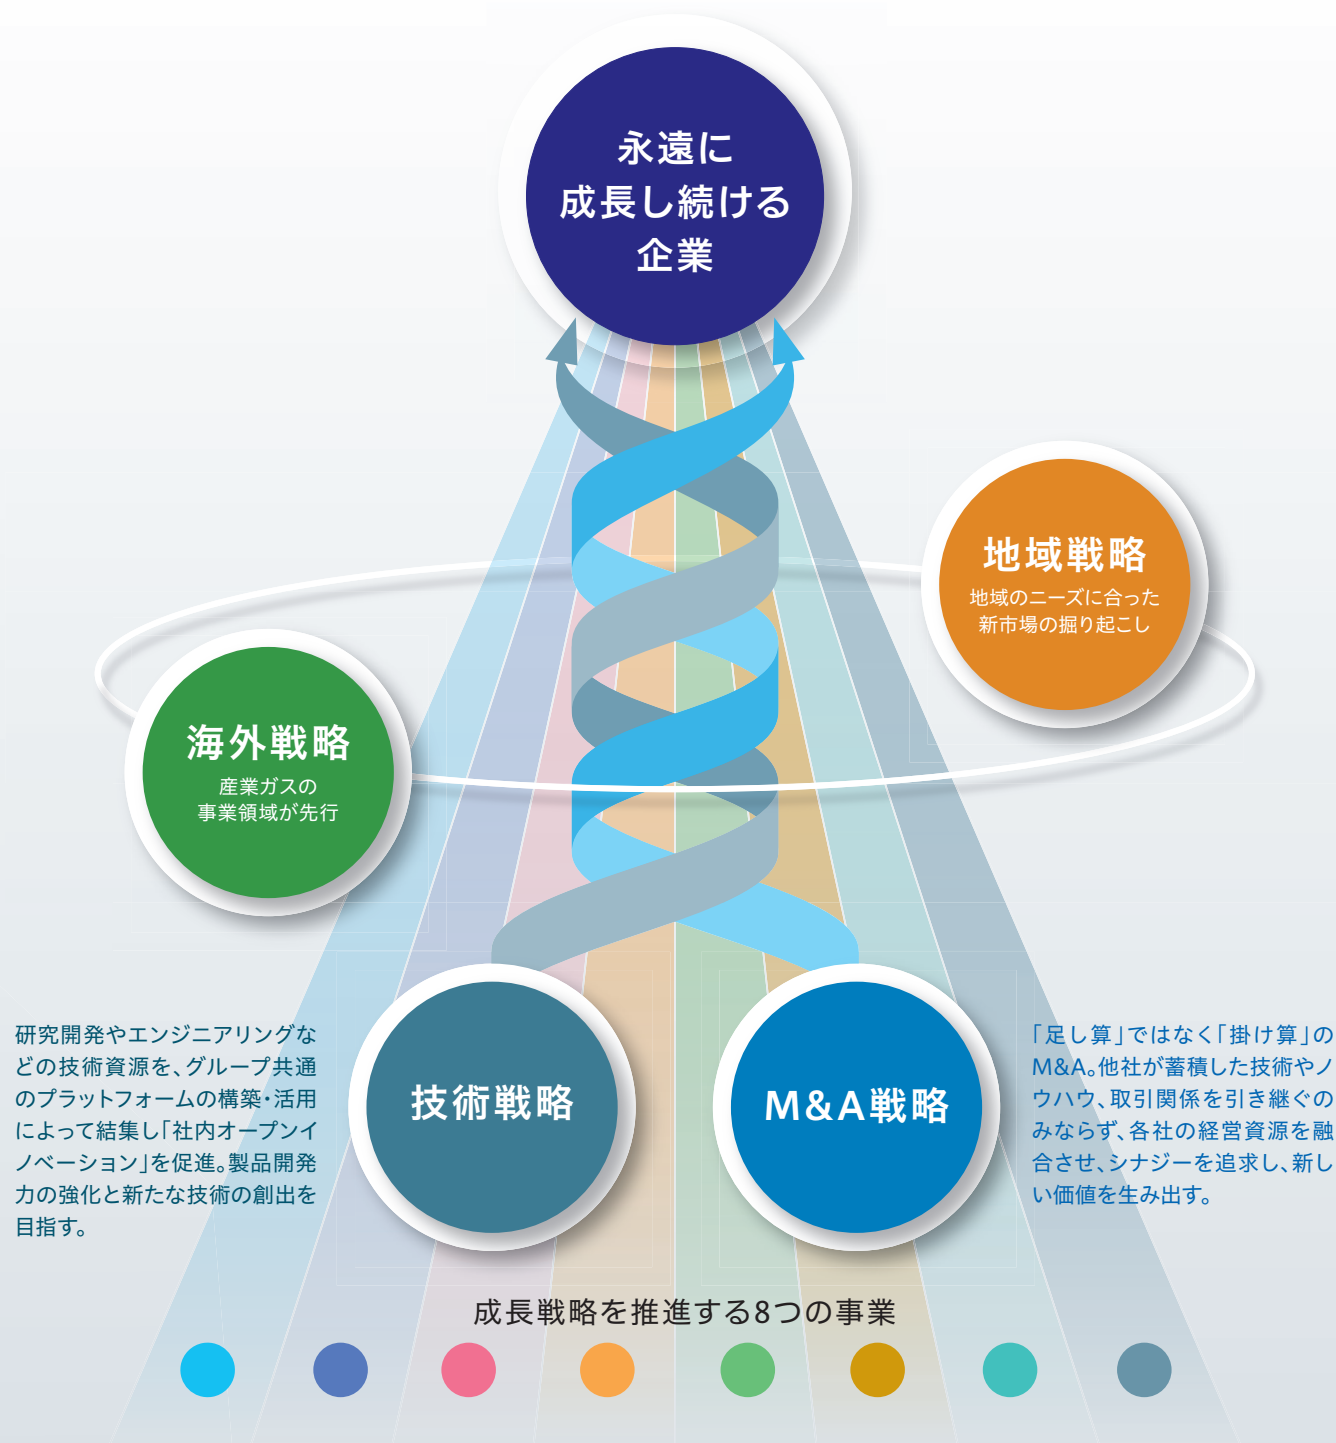 永遠に
成長し続ける
企業
地域戦略
地域のニーズに合った
新市場の掘り起こし
海外戦略
産業ガスの
事業領域が先行
研究開発やエンジニアリングな
どの技術資源を、グループ共通
のプラットフォームの構築・活用
によって結集し「社内オープンイ
ノベーション」を促進。製品開発
力の強化と新たな技術の創出を
目指す。
技術戦略
M&A戦略
「足し算」ではなく「掛け算」の
M&A。他社が蓄積した技術やノ
ウハウ、取引関係を引き継ぐの
みならず、各社の経営資源を融
合させ、シナジーを追求し、新し
い価値を生み出す。
成長戦略を推進する8つの事業